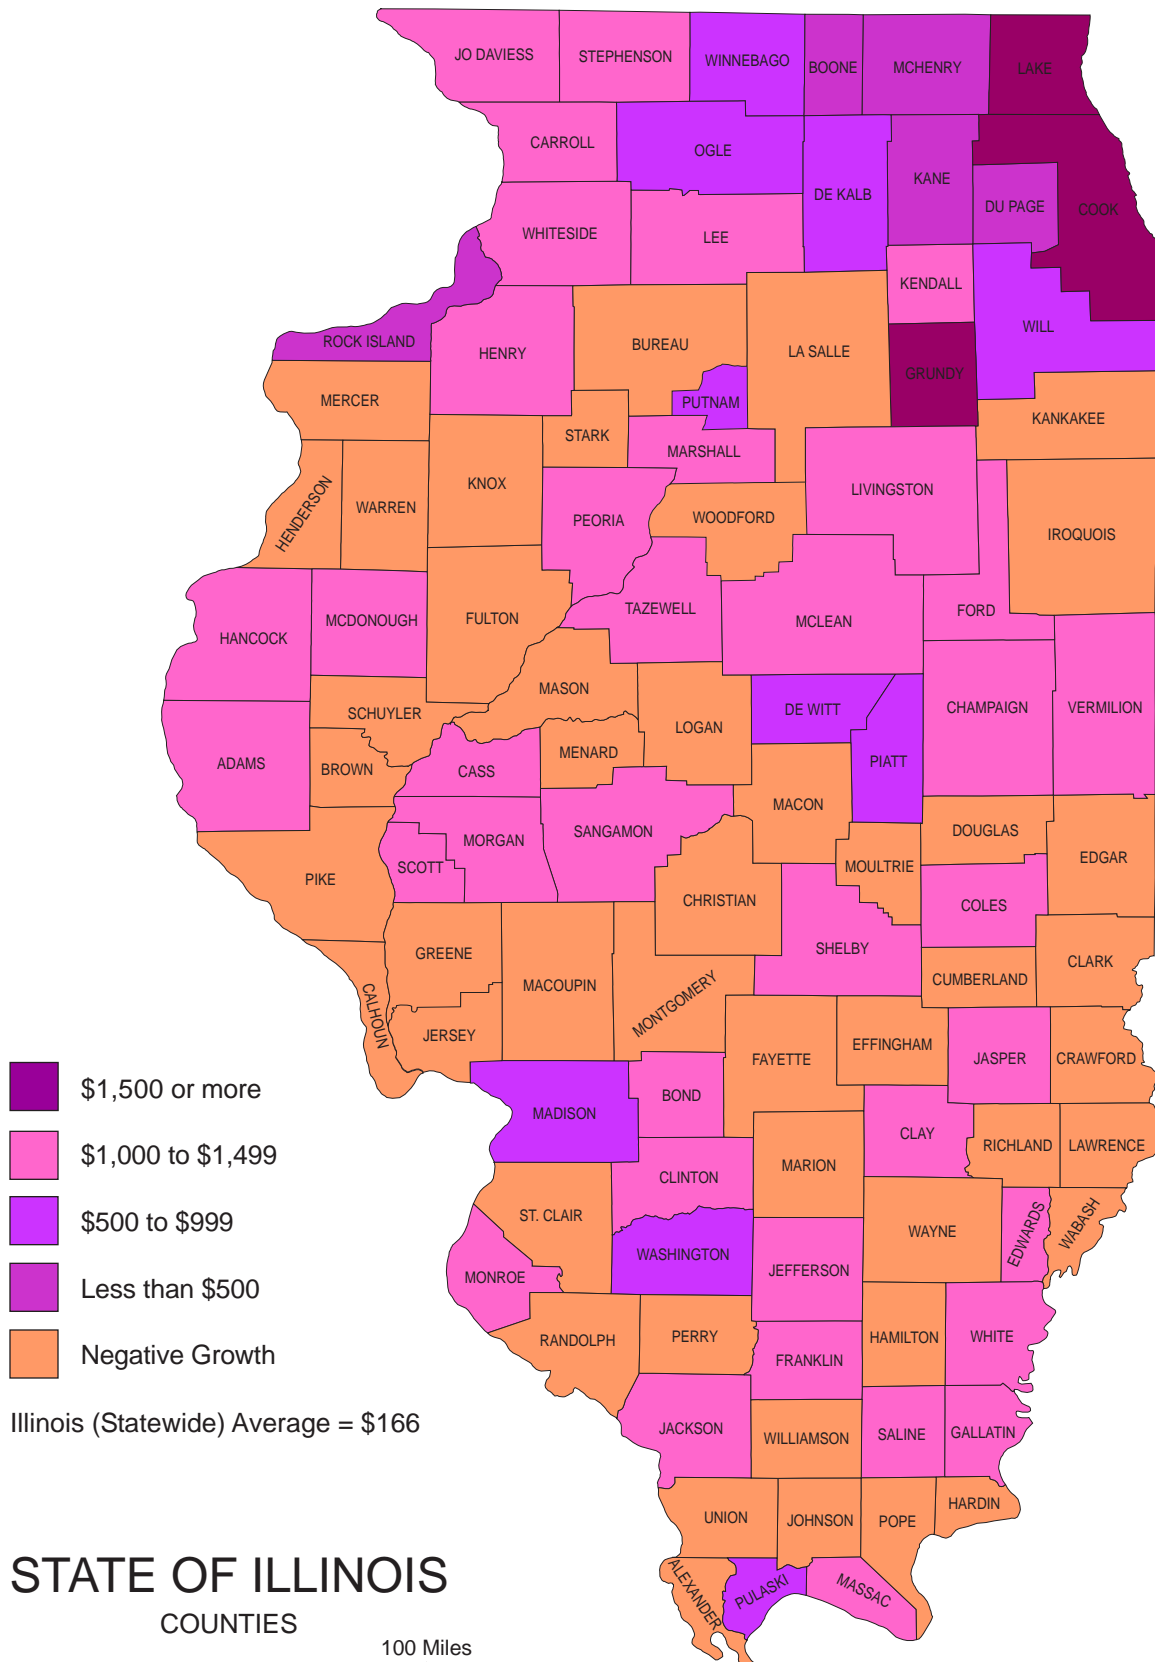 JO DAVIESS
STEPHENSON
WINNEBAGO
BOONE
MCHENRY
LAKE
CARROLL
OGLE
DE KALB
KANE
DU PAGE
COOK
WHITESIDE
LEE
KENDALL
ROCK ISLAND
HENRY
BUREAU
LA SALLE
WILL
GRUNDY
MERCER
PUTNAM
KANKAKEE
STARK
MARSHALL
HENDERSON
WARREN
KNOX
PEORIA
WOODFORD
LIVINGSTON
IROQUOIS
HANCOCK
MCDONOUGH
FULTON
TAZEWELL
MCLEAN
FORD
SCHUYLER
MASON
LOGAN
DE WITT
CHAMPAIGN
VERMILION
ADAMS
BROWN
CASS
MENARD
PIATT
MACON
SANGAMON
MORGAN
SCOTT
DOUGLAS
EDGAR
MOULTRIE
PIKE
CHRISTIAN
COLES
SHELBY
GREENE
MACOUPIN
MONTGOMERY
CUMBERLAND
CLARK
CALHOUN
JERSEY
FAYETTE
EFFINGHAM
JASPER
CRAWFORD
BOND
MADISON
CLAY
RICHLAND
LAWRENCE
MARION
CLINTON
ST. CLAIR
WAYNE
EDWARDS
WABASH
WASHINGTON
MONROE
JEFFERSON
RANDOLPH
PERRY
HAMILTON
WHITE
FRANKLIN
JACKSON
WILLIAMSON
SALINE
GALLATIN
UNION
JOHNSON
POPE
HARDIN
ALEXANDER
PULASKI
MASSAC
$1,500 or more
$1,000 to $1,499
$500 to $999
Less than $500
Negative Growth
Illinois (Statewide) Average = $166
STATE OF ILLINOIS
COUNTIES
100 Miles